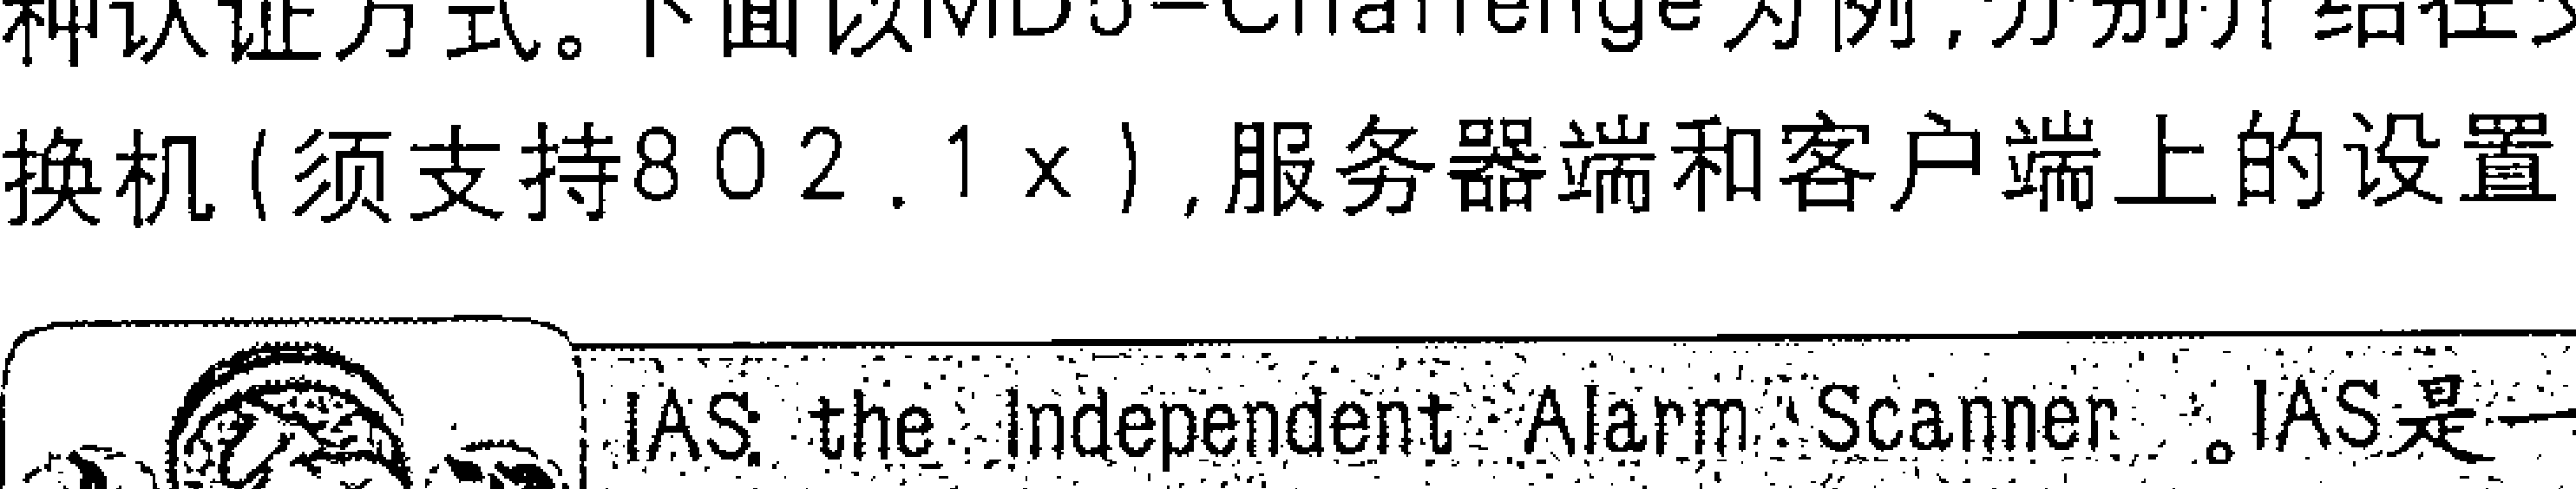 种认证方式。下面以MD5-Challenge为例,分别介绍在交
换机(须支持802.1x),服务器端和客户端上的设置
IAS: the Independent Alarm Scanner 。IAS是一